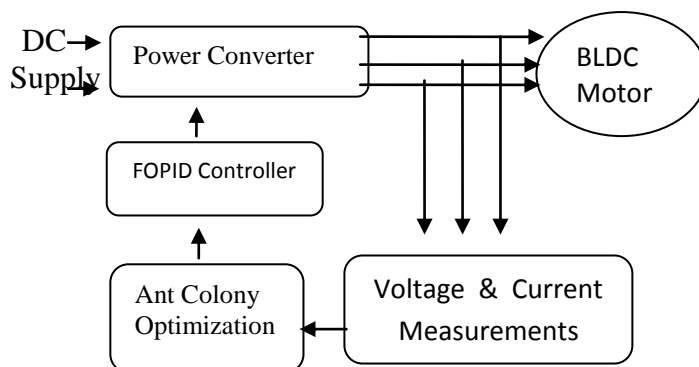 DC
Supply
Power Converter
BLDC
Motor
FOPID Controller
Ant Colony
Optimization
Voltage & Current
Measurements